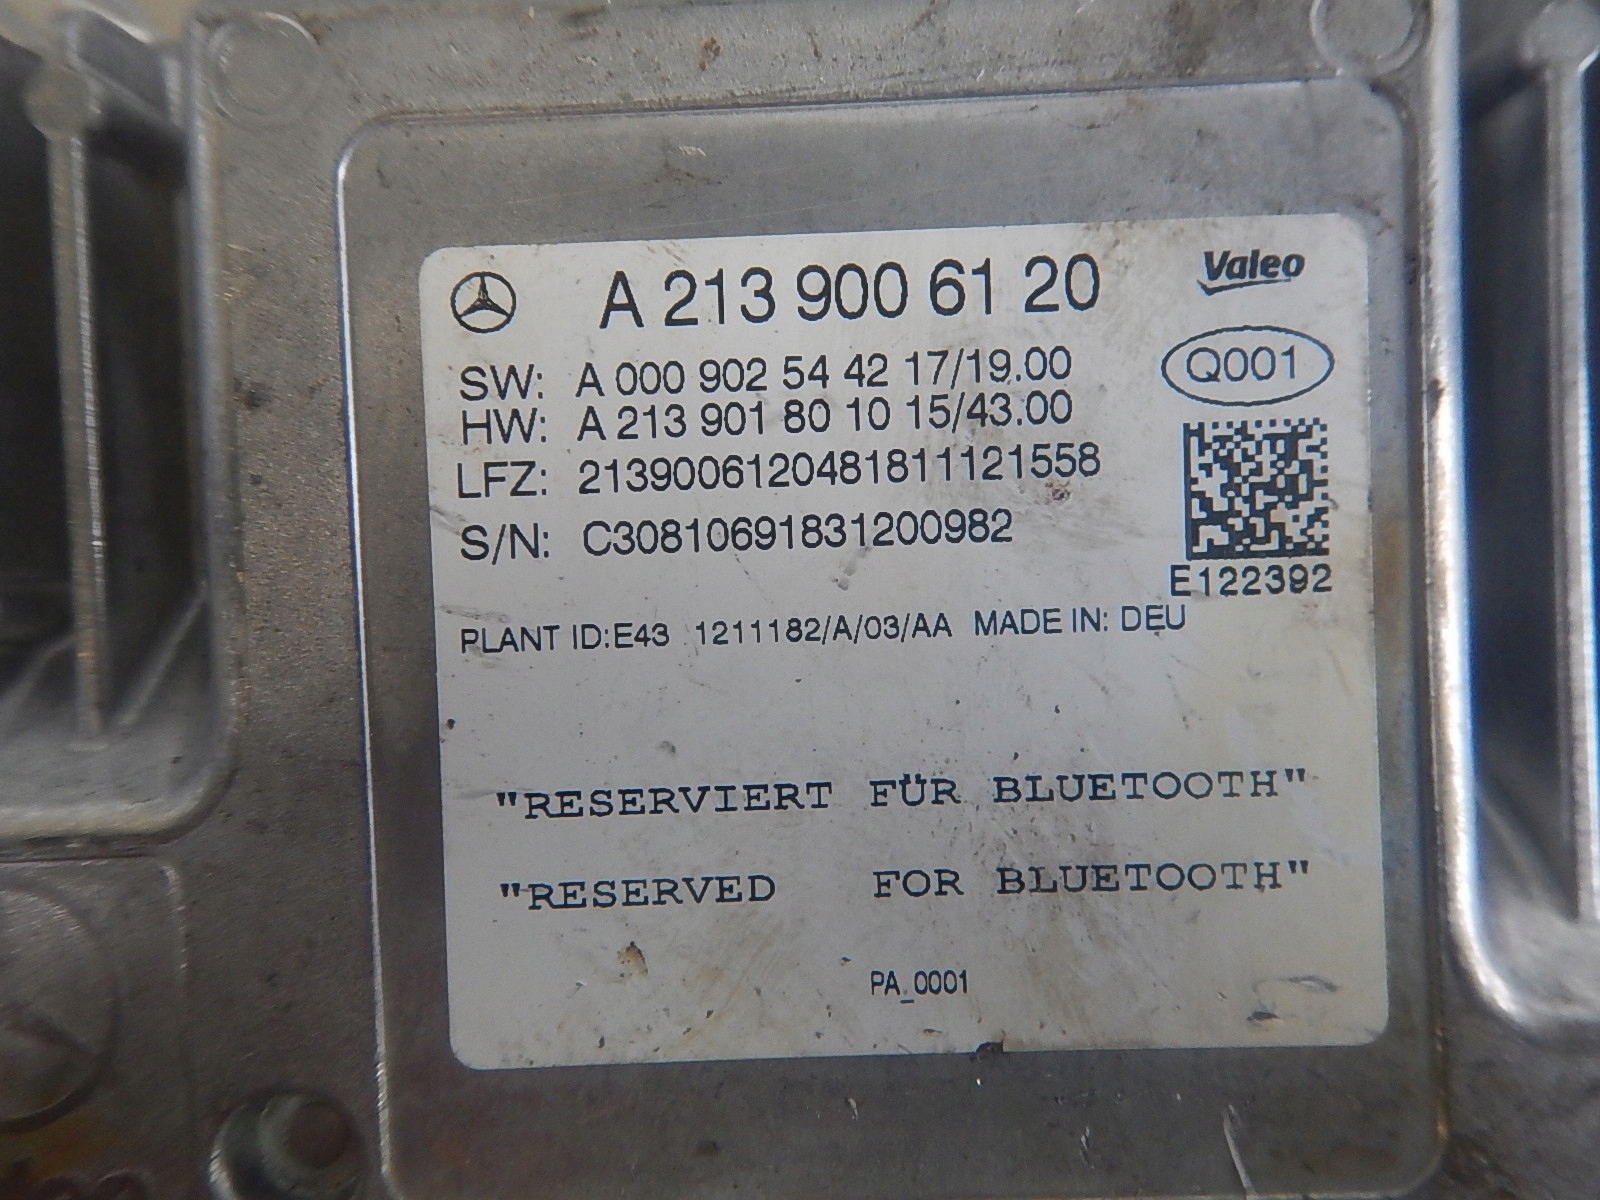 A 213 900 61 20
Valeo
SW: A 000 902 54 42 17/19.00
Q001
HW: A 213 901 80 10 15/43.00
LFZ: 2139006120481811121558
S/N: C30810691831200982
E122392
PLANT ID:E43 1211182/A/03/AA MADE IN: DEU
"RESERVIERT FÜR BLUETOOTH"
"RESERVED FOR BLUETOOTH"
PA_0001